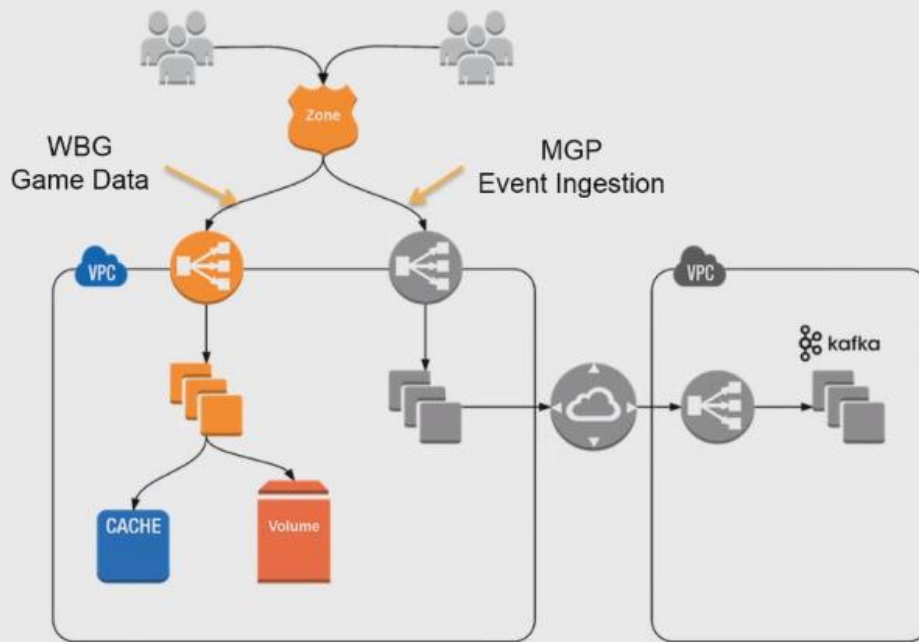 Zone
WBG
Game Data
MGP
Event Ingestion
VPC
VPC
kafka
CACHE
Volume